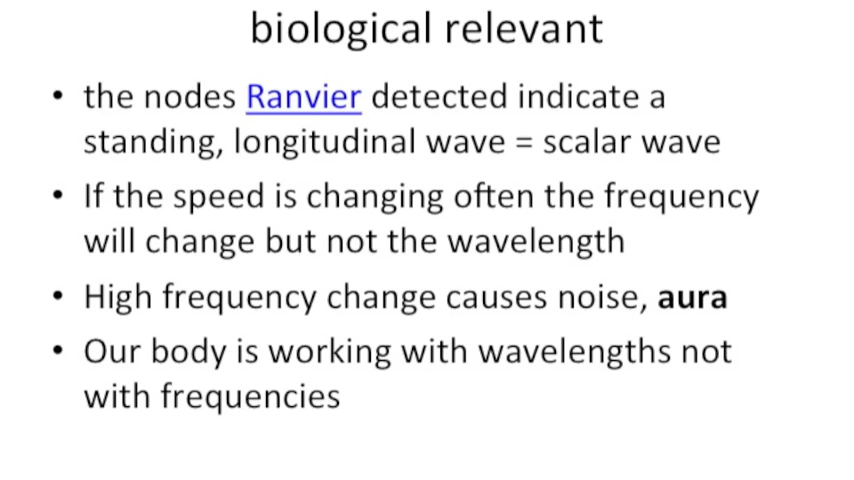 biological relevant
• the nodes Ranvier detected indicate a
standing, longitudinal wave = scalar wave
• If the speed is changing often the frequency
will change but not the wavelength
• High frequency change causes noise, aura
• Our body is working with wavelengths not
with frequencies